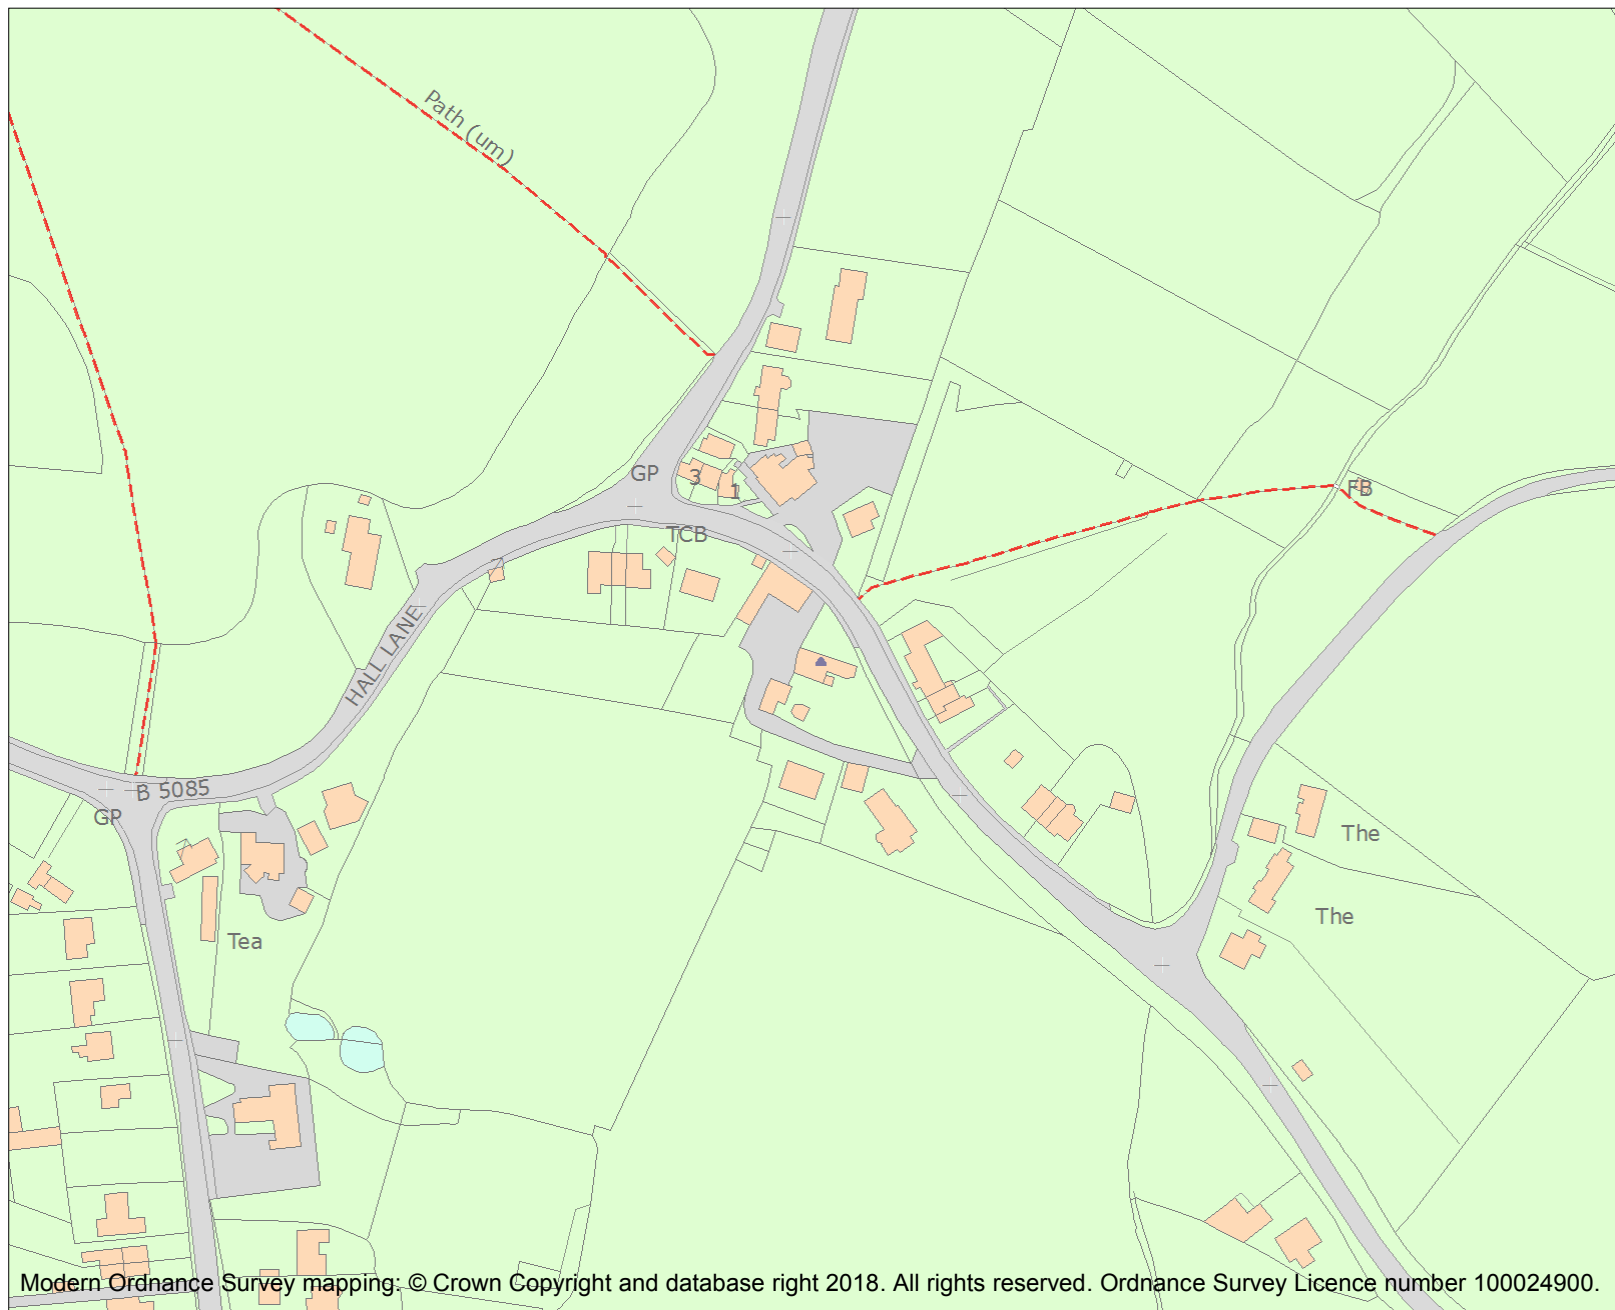 Path (um)
GP
3
1
TCB
FB
7
HALL LANE
B 5085
GP
The
The
Tea
Modern Ordnance Survey mapping: © Crown Copyright and database right 2018. All rights reserved. Ordnance Survey Licence number 100024900.